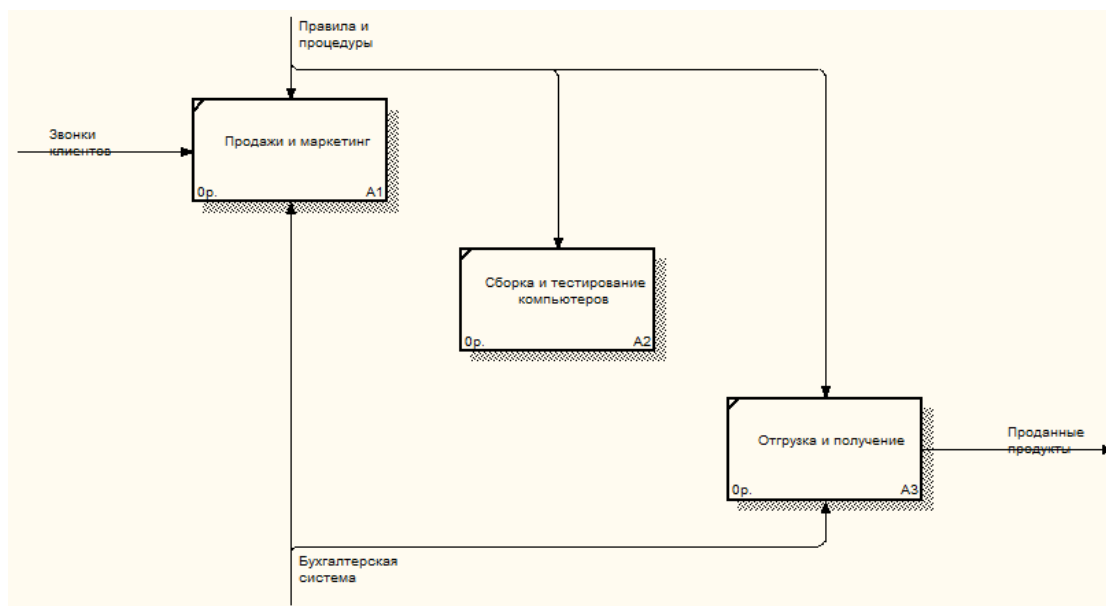 Правила и
процедуры
Звонки
клиентов
Продажи и маркетинг
0р.
A1
Сборка и тестирование
компьютеров
0р.
A2
Отгрузка и получение
0р.
A3
Проданные
продукты
Бухгалтерская
система